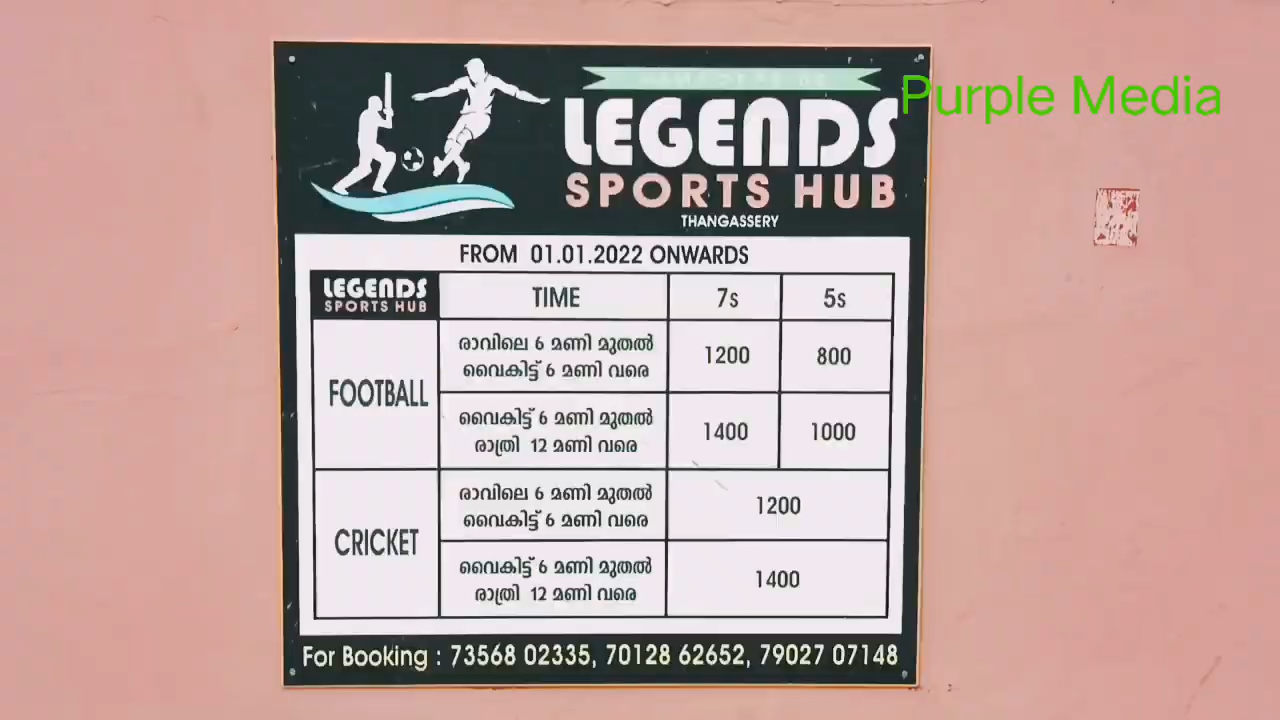 Purple Media
LEGENDS
SPORTS HUB
THANGASSERY
FROM 01.01.2022 ONWARDS
LEGENDS
SPORTS HUB
TIME
7s
5s
FOOTBALL
രാവിലെ 6 മണി മുതൽ
വൈകിട്ട് 6 മണി വരെ
1200
800
വൈകിട്ട് 6 മണി മുതൽ
രാത്രി 12 മണി വരെ
1400
1000
CRICKET
രാവിലെ 6 മണി മുതൽ
വൈകിട്ട് 6 മണി വരെ
1200
വൈകിട്ട് 6 മണി മുതൽ
രാത്രി 12 മണി വരെ
1400
For Booking : 73568 02335, 70128 62652, 79027 07148